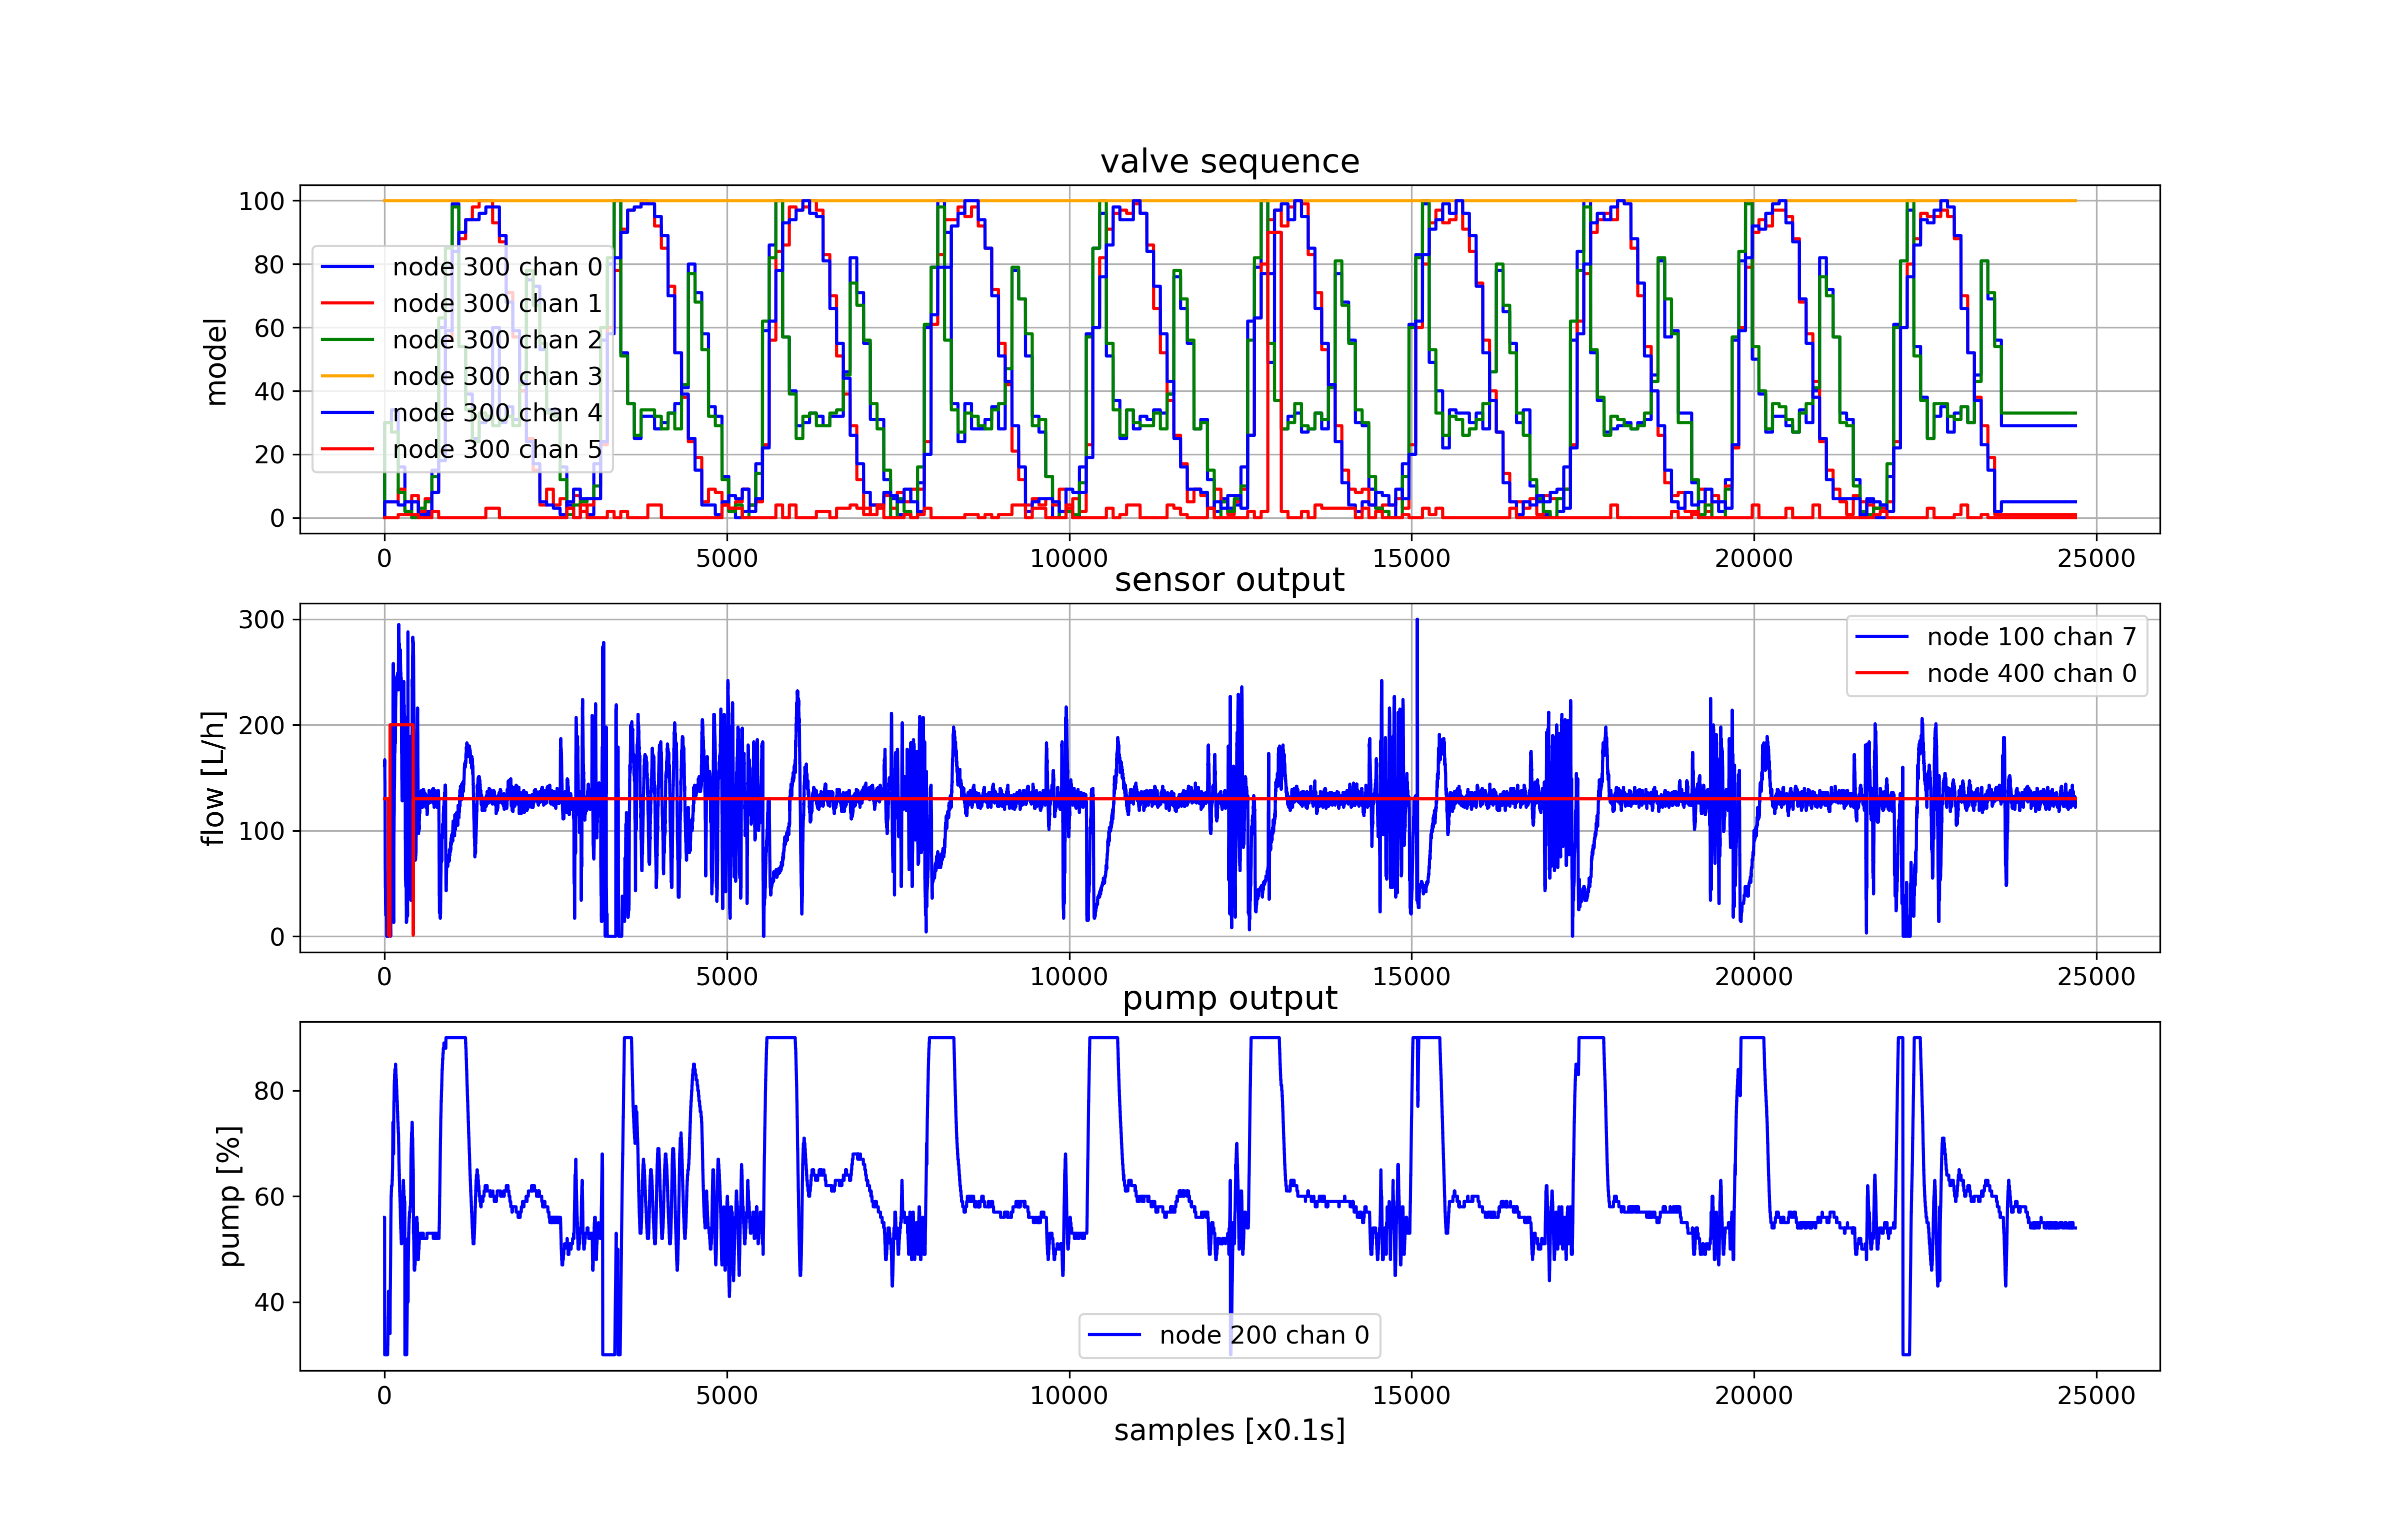 valve sequence
model
100
80
60
40
20
0
node 300 chan 0
node 300 chan 1
node 300 chan 2
node 300 chan 3
node 300 chan 4
node 300 chan 5
0 5000 10000 15000 20000 25000
sensor output
flow [L/h]
300
200
100
0
node 100 chan 7
node 400 chan 0
0 5000 10000 15000 20000 25000
pump output
pump [%]
80
60
40
node 200 chan 0
0 5000 10000 15000 20000 25000
samples [x0.1s]